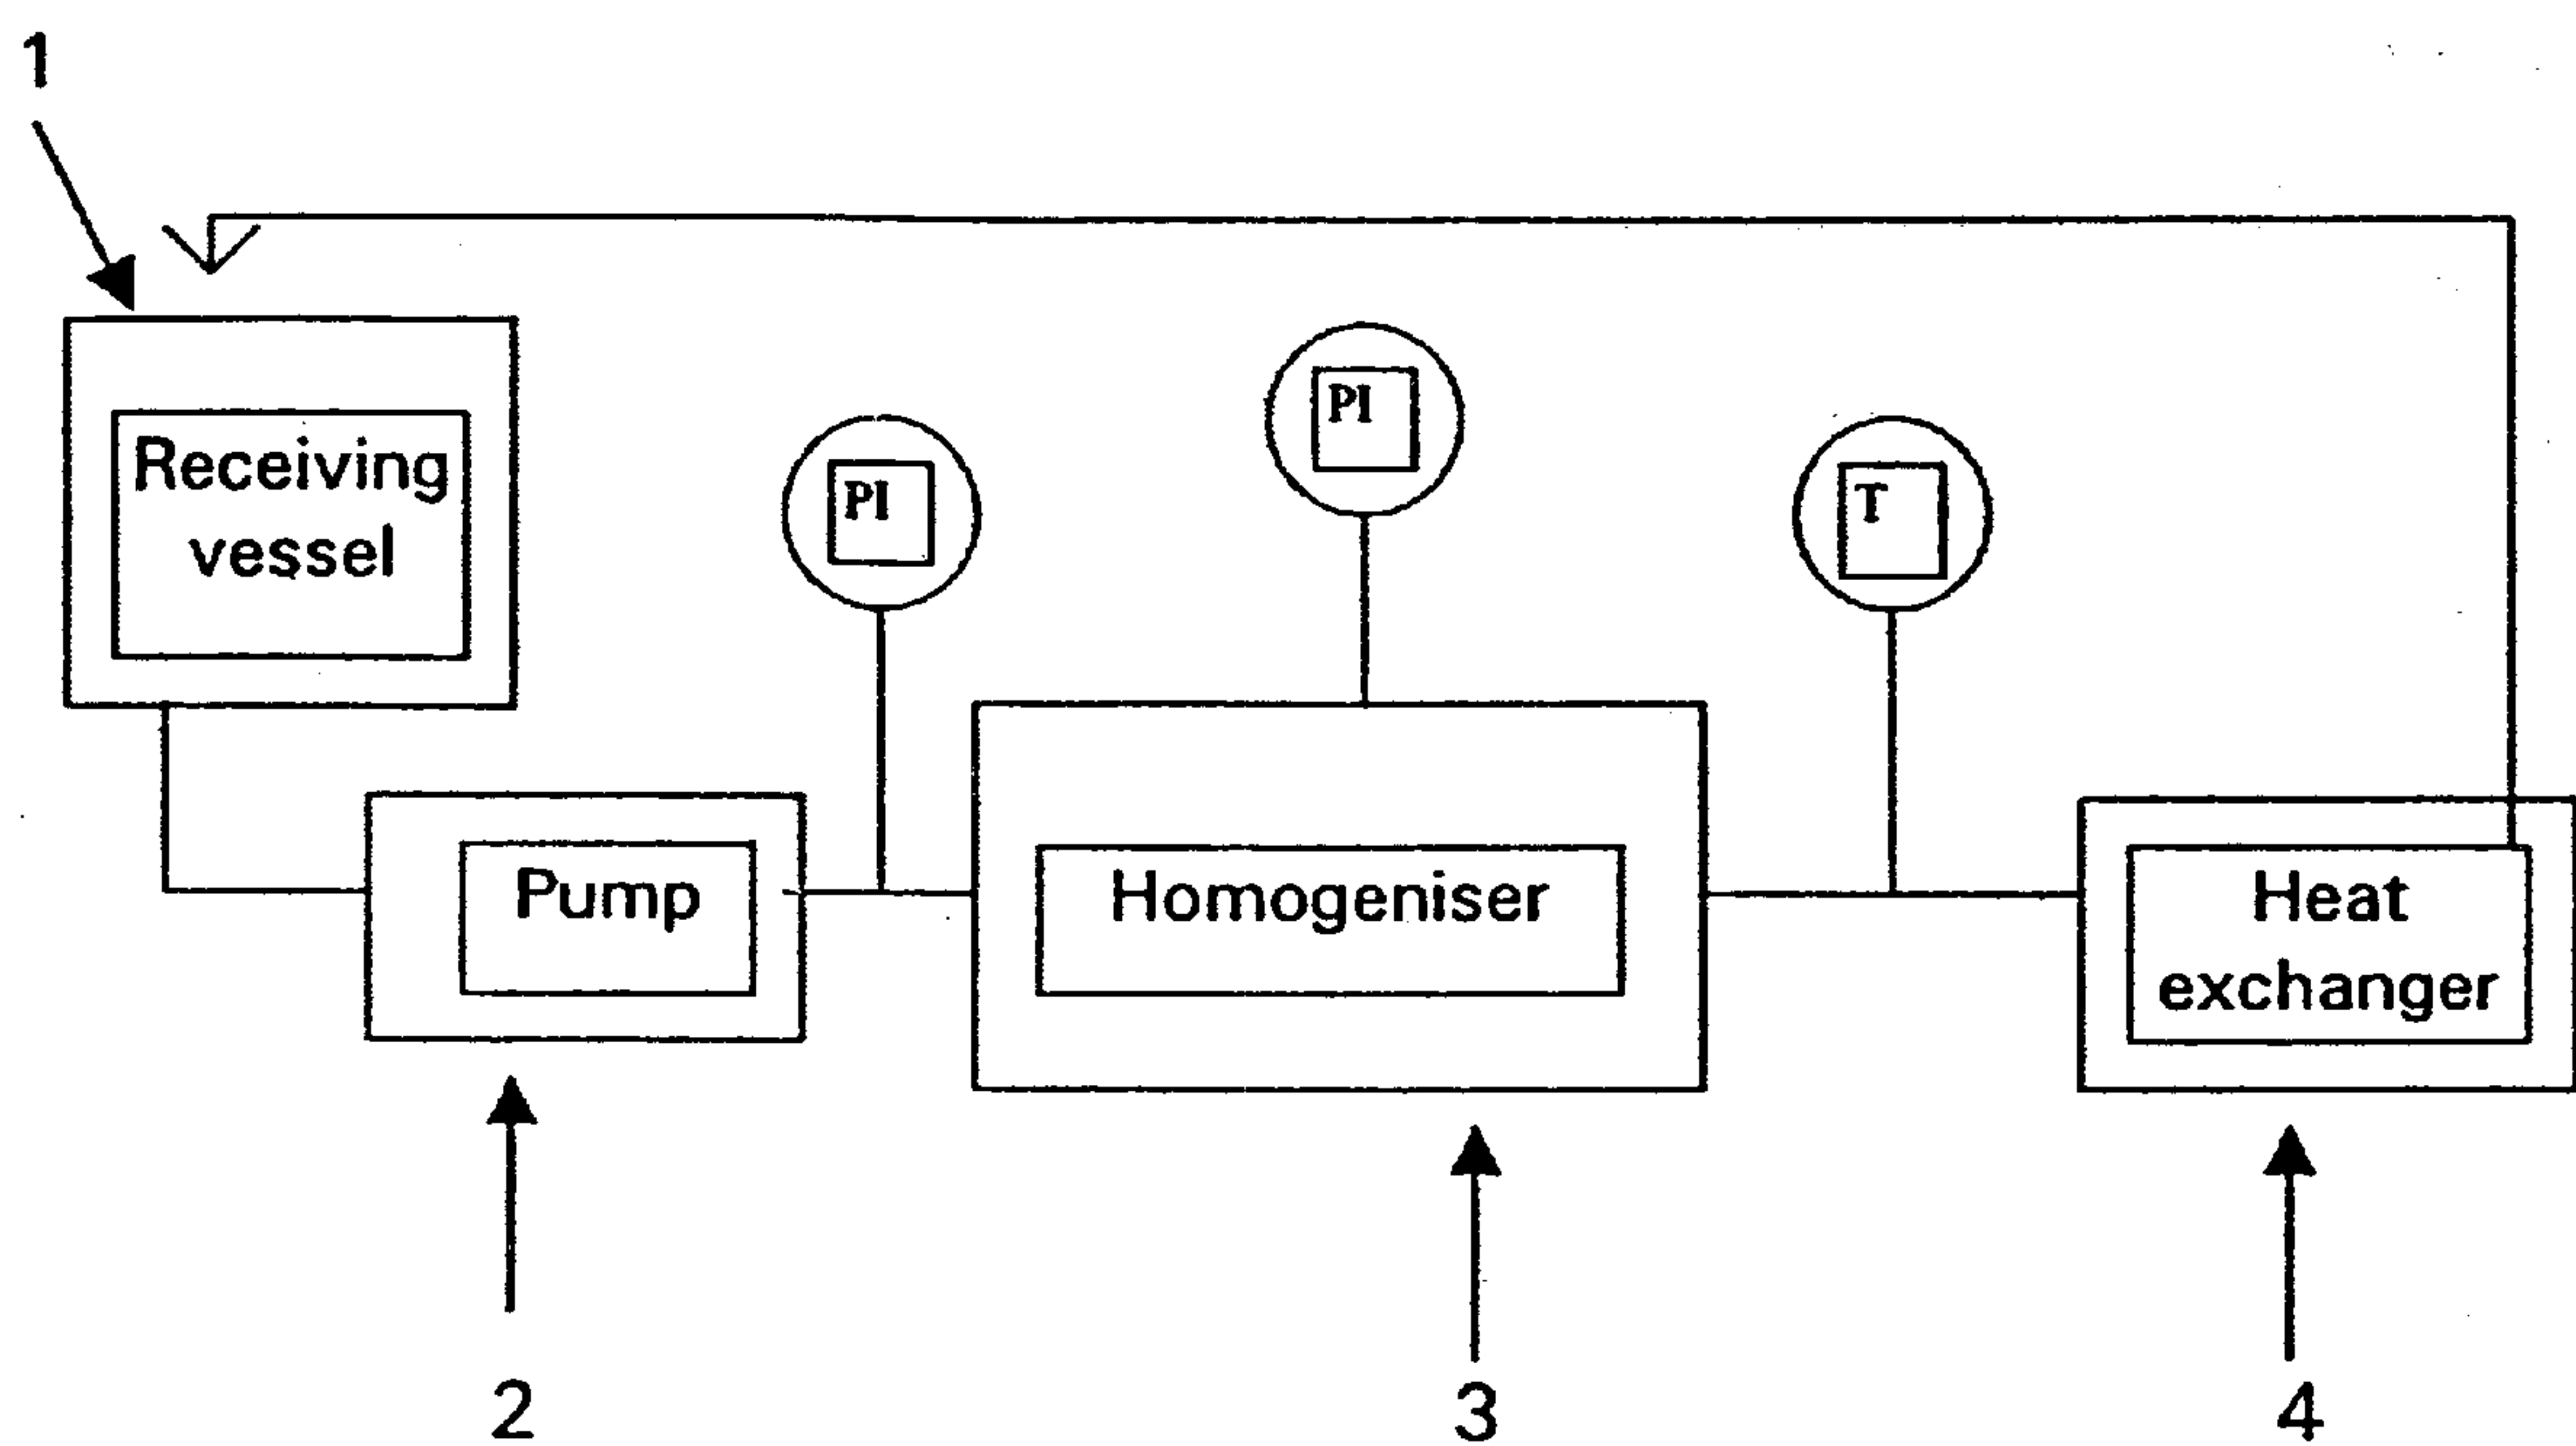 1
Receiving
vessel
PI
PI
T
Pump
Homogeniser
Heat
exchanger
2
3
4